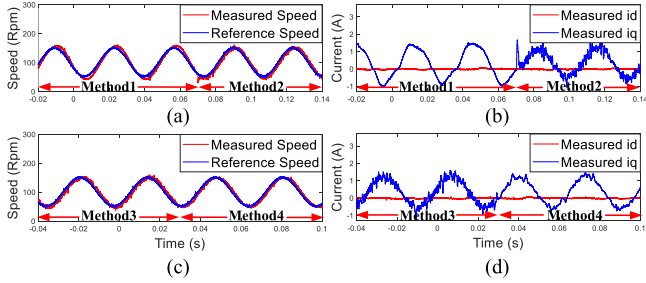 300
200
100
0
Speed (Rpm)
Measured Speed
Reference Speed
Method1
Method2
-0.02 0 0.02 0.04 0.06 0.08 0.10 0.12 0.14
(a)
3
2
1
0
-1
Current (A)
Measured id
Measured iq
Method1
Method2
-0.02 0 0.02 0.04 0.06 0.08 0.1 0.12 0.14
(b)
300
200
100
0
Speed (Rpm)
Measured Speed
Reference Speed
Method3
Method4
-0.04 -0.02 0 0.02 0.04 0.06 0.08 0.1
Time (s)
(c)
3
2
1
0
-1
Current (A)
Measured id
Measured iq
Method3
Method4
-0.04 -0.02 0 0.02 0.04 0.06 0.08 0.1
Time (s)
(d)